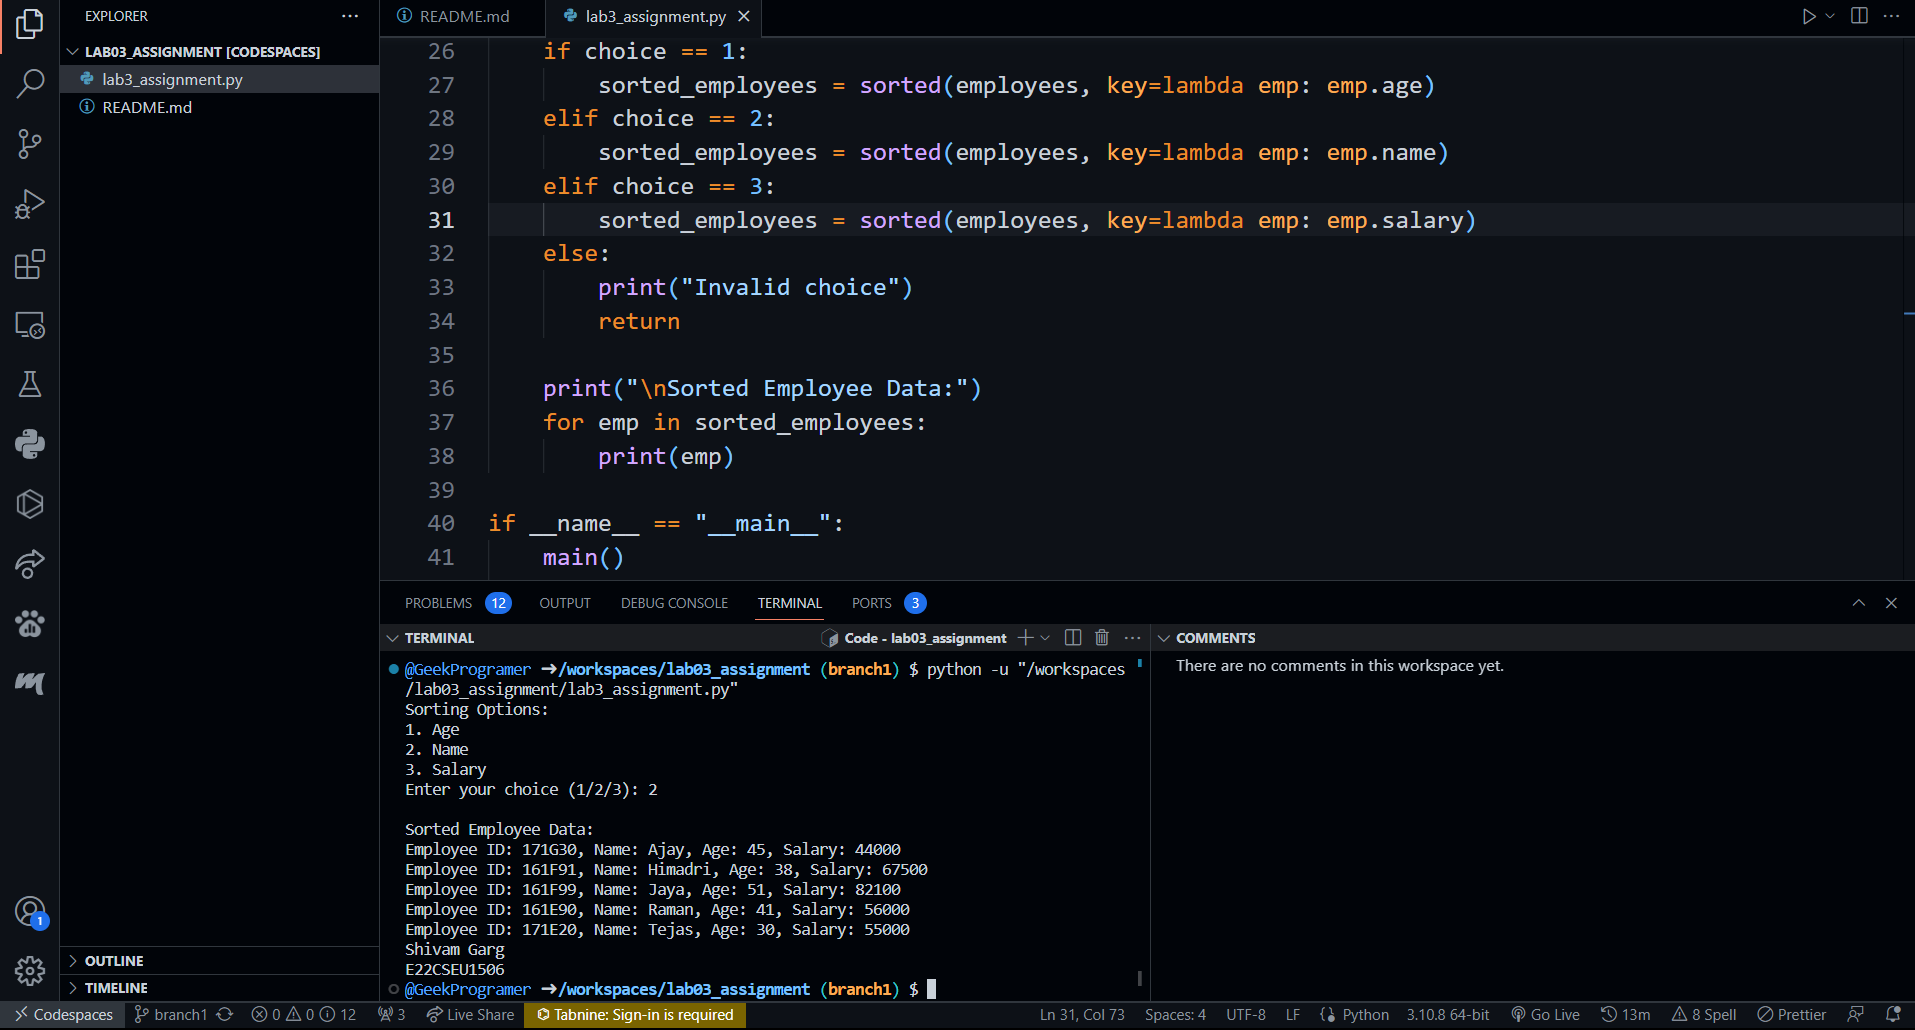 EXPLORER
LAB03_ASSIGNMENT [CODESPACES]
lab3_assignment.py
README.md
OUTLINE
TIMELINE
README.md
lab3_assignment.py
26 if choice == 1:
27 sorted_employees = sorted(employees, key=lambda emp: emp.age)
28 elif choice == 2:
29 sorted_employees = sorted(employees, key=lambda emp: emp.name)
30 elif choice == 3:
31 sorted_employees = sorted(employees, key=lambda emp: emp.salary)
32 else:
33 print("Invalid choice")
34 return
35
36 print("\nSorted Employee Data:")
37 for emp in sorted_employees:
38 print(emp)
39
40 if __name__ == "__main__":
41 main()
PROBLEMS 12 OUTPUT DEBUG CONSOLE TERMINAL PORTS 3
TERMINAL Code - lab03_assignment
@GeekProgramer ➜/workspaces/lab03_assignment (branch1) $ python -u "/workspaces
/lab03_assignment/lab3_assignment.py"
Sorting Options:
1. Age
2. Name
3. Salary
Enter your choice (1/2/3): 2
Sorted Employee Data:
Employee ID: 171G30, Name: Ajay, Age: 45, Salary: 44000
Employee ID: 161F91, Name: Himadri, Age: 38, Salary: 67500
Employee ID: 161F99, Name: Jaya, Age: 51, Salary: 82100
Employee ID: 161E90, Name: Raman, Age: 41, Salary: 56000
Employee ID: 171E20, Name: Tejas, Age: 30, Salary: 55000
Shivam Garg
E22CSEU1506
@GeekProgramer ➜/workspaces/lab03_assignment (branch1) $
COMMENTS
There are no comments in this workspace yet.
1
Codespaces branch1 0 0 12 3 Live Share Tabnine: Sign-in is required Ln 31, Col 73 Spaces: 4 UTF-8 LF Python 3.10.8 64-bit Go Live 13m 8 Spell Prettier